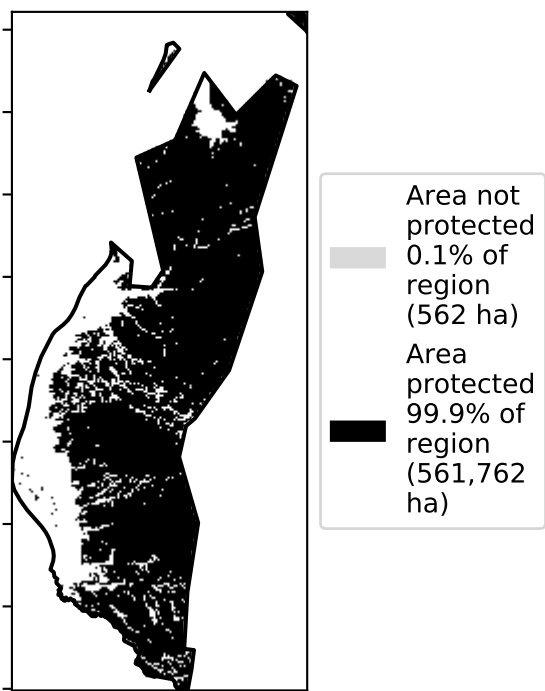 Area not
protected
0.1% of
region
(562 ha)
Area
protected
99.9% of
region
(561,762
ha)